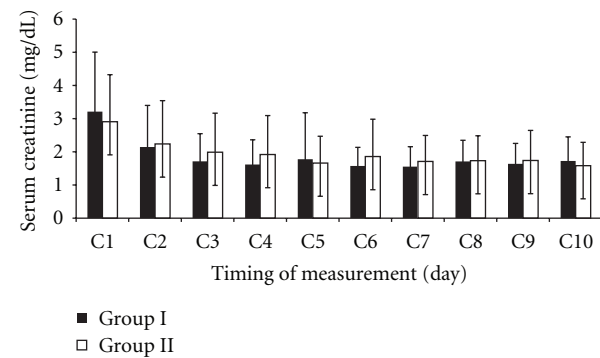 Serum creatinine (mg/dL)
6
5
4
3
2
1
0
C1 C2 C3 C4 C5 C6 C7 C8 C9 C10
Timing of measurement (day)
Group I
Group II